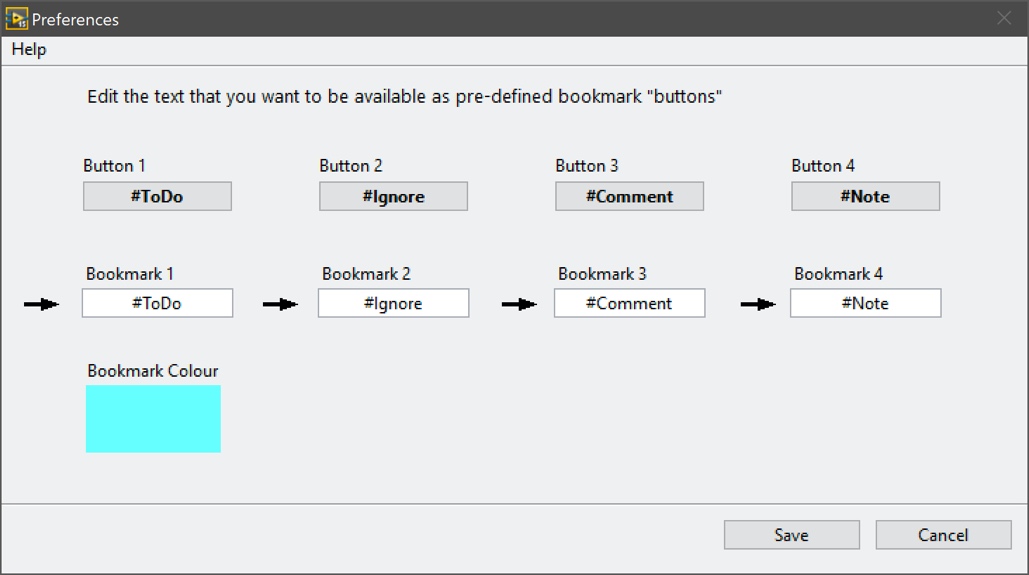 Preferences
Help
Edit the text that you want to be available as pre-defined bookmark "buttons"
Button 1 Button 2 Button 3 Button 4
#ToDo #Ignore #Comment #Note
Bookmark 1 Bookmark 2 Bookmark 3 Bookmark 4
#ToDo #Ignore #Comment #Note
Bookmark Colour
Save Cancel